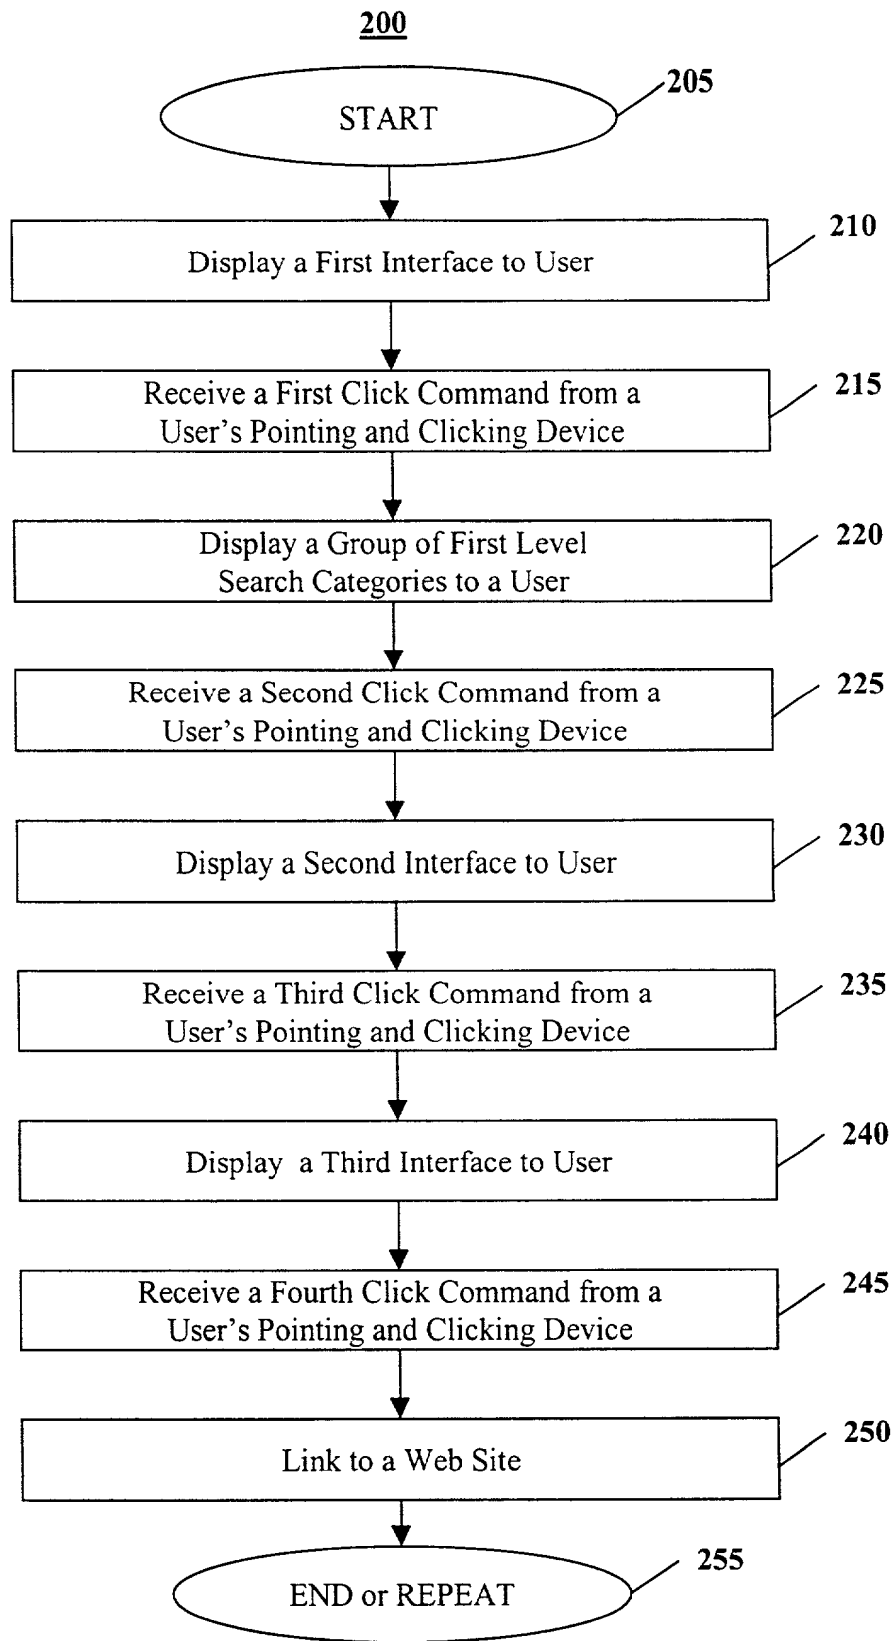 200
START
205
Display a First Interface to User
210
Receive a First Click Command from a
User's Pointing and Clicking Device
215
Display a Group of First Level
Search Categories to a User
220
Receive a Second Click Command from a
User's Pointing and Clicking Device
225
Display a Second Interface to User
230
Receive a Third Click Command from a
User's Pointing and Clicking Device
235
Display a Third Interface to User
240
Receive a Fourth Click Command from a
User's Pointing and Clicking Device
245
Link to a Web Site
250
END or REPEAT
255